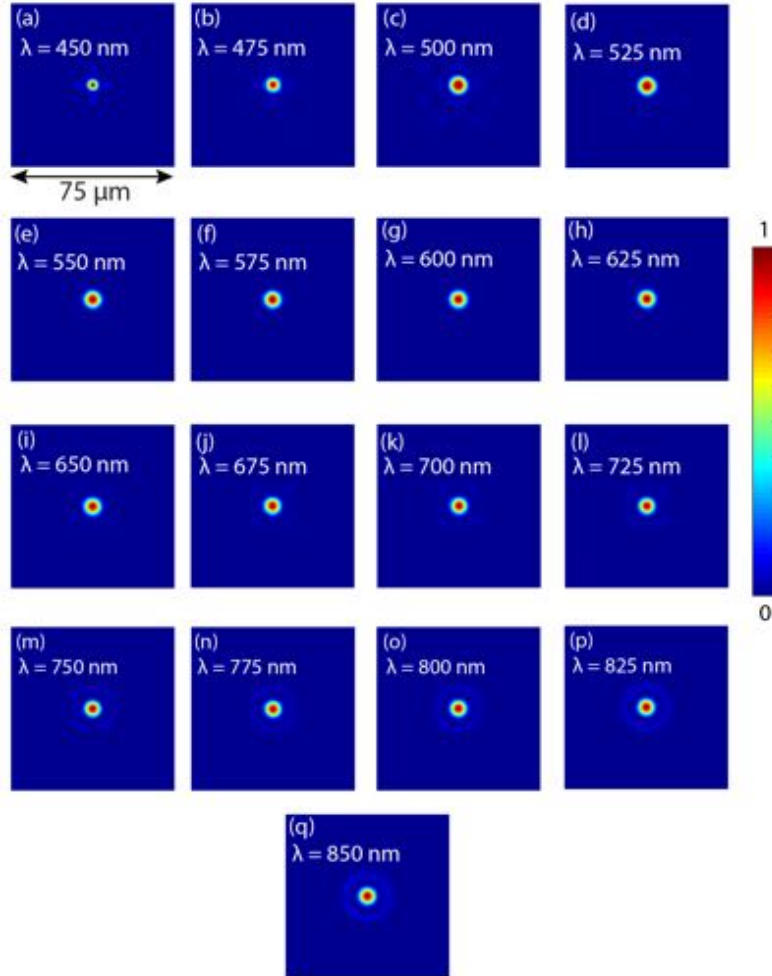 (a)
λ = 450 nm
(b)
λ = 475 nm
(c)
λ = 500 nm
(d)
λ = 525 nm
75 μm
(e)
λ = 550 nm
(f)
λ = 575 nm
(g)
λ = 600 nm
(h)
λ = 625 nm
1
(i)
λ = 650 nm
(j)
λ = 675 nm
(k)
λ = 700 nm
(l)
λ = 725 nm
0
(m)
λ = 750 nm
(n)
λ = 775 nm
(o)
λ = 800 nm
(p)
λ = 825 nm
(q)
λ = 850 nm